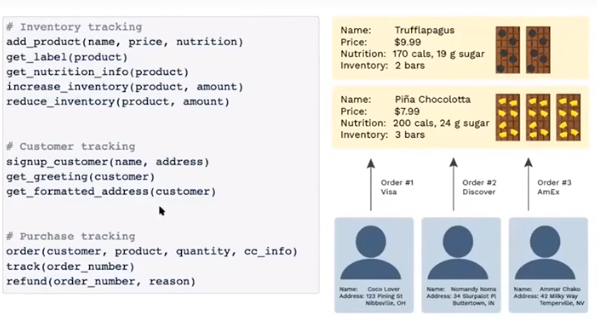 # Inventory tracking
add_product(name, price, nutrition)
get_label(product)
get_nutrition_info(product)
increase_inventory(product, amount)
reduce_inventory(product, amount)
# Customer tracking
signup_customer(name, address)
get_greeting(customer)
get_formatted_address(customer)
# Purchase tracking
order(customer, product, quantity, cc_info)
track(order_number)
refund(order_number, reason)
Name: Trufflapagus
Price: $9.99
Nutrition: 170 cals, 19 g sugar
Inventory: 2 bars
Name: Piña Chocolotta
Price: $7.99
Nutrition: 200 cals, 24 g sugar
Inventory: 3 bars
Order #1
Visa
Order #2
Discover
Order #3
AmEx
Name: Coco Lover
Address: 123 Pining St
Nibbsville, OH
Name: Nomandy Noms
Address: 34 Slurpalot Pl
Buttertown, IN
Name: Ammar Chako
Address: 42 Milky Way
Temperville, NV